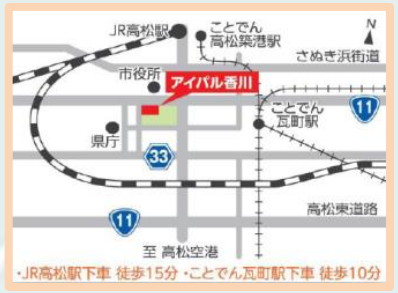 JR高松駅
ことでん
高松築港駅
N
さぬき浜街道
市役所
アイパル香川
ことでん
瓦町駅
11
県庁
33
高松東道路
11
至 高松空港
・JR高松駅下車 徒歩15分 ・ことでん瓦町駅下車 徒歩10分